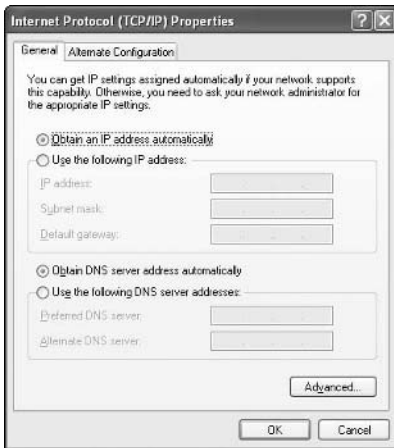 Internet Protocol (TCP/IP) Properties
General Alternate Configuration
You can get IP settings assigned automatically if your network supports
this capability. Otherwise, you need to ask your network administrator for
the appropriate IP settings.
Obtain an IP address automatically
Use the following IP address:
IP address:
Subnet mask:
Default gateway:
Obtain DNS server address automatically
Use the following DNS server addresses:
Preferred DNS server:
Alternate DNS server:
Advanced...
OK Cancel